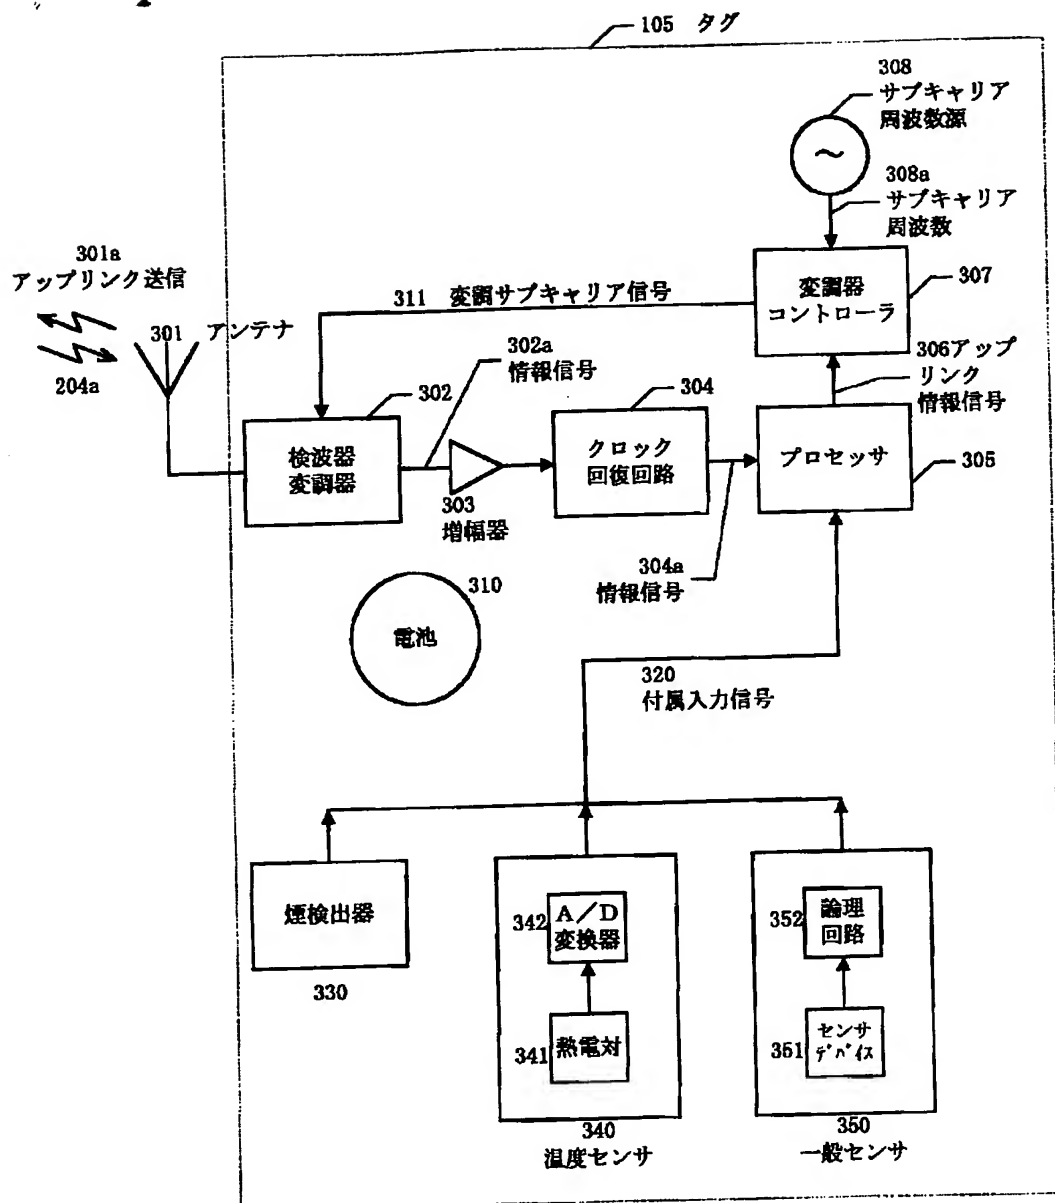 105 タグ
308
サブキャリア
周波数源
~
308a
サブキャリア
周波数
301a
アップリンク送信
301 アンテナ
204a
311 変調サブキャリア信号
変調器
コントローラ
307
302a
情報信号
302
検波器
変調器
303
増幅器
304
クロック
回復回路
306アップ
リンク
情報信号
プロセッサ
305
304a
情報信号
310
電池
320
付属入力信号
煙検出器
330
342
A/D
変換器
341
熱電対
340
温度センサ
352
論理
回路
351
センサ
デバイス
350
一般センサ